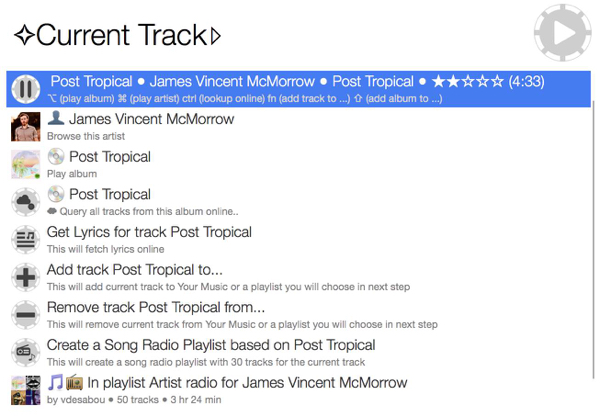 ✧Current Track▷
Post Tropical ● James Vincent McMorrow ● Post Tropical ● ★★☆☆☆ (4:33)
⌥ (play album) ⌘ (play artist) ctrl (lookup online) fn (add track to ...) ⇧ (add album to ...)
James Vincent McMorrow
Browse this artist
Post Tropical
Play album
Post Tropical
Query all tracks from this album online..
Get Lyrics for track Post Tropical
This will fetch lyrics online
Add track Post Tropical to...
This will add current track to Your Music or a playlist you will choose in next step
Remove track Post Tropical from...
This will remove current track from Your Music or a playlist you will choose in next step
Create a Song Radio Playlist based on Post Tropical
This will create a song radio playlist with 30 tracks for the current track
In playlist Artist radio for James Vincent McMorrow
by vdesabou ● 50 tracks ● 3 hr 24 min